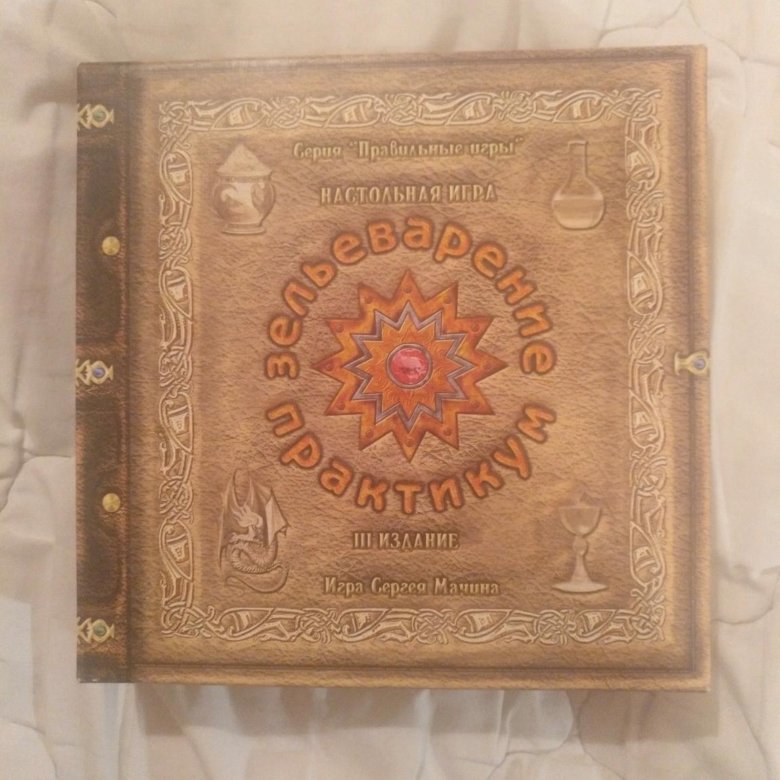 Серия "Правильные игры"
НАСТОЛЬНАЯ ИГРА
зельеварение
практикум
III ИЗДАНИЕ
Игра Сергея Мачина